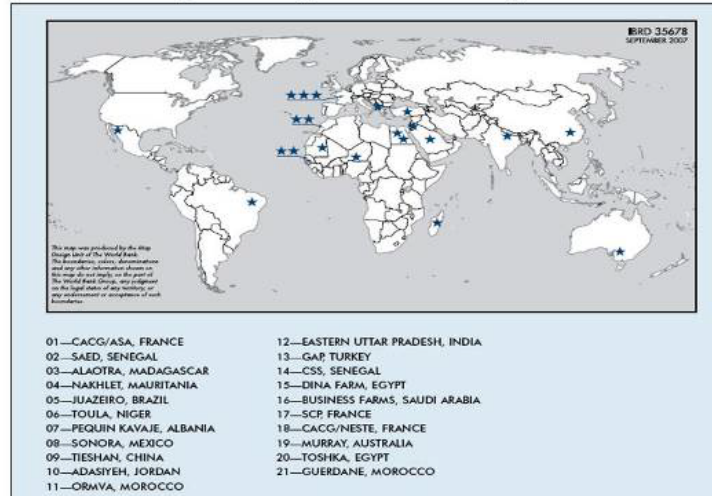 IBRD 35678
SEPTEMBER 2007
This map was produced by the Map
Design Unit of The World Bank.
The boundaries, colors, denominations
and any other information shown on
this map do not imply, on the part of
The World Bank Group, any judgment
on the legal status of any territory, or
any endorsement or acceptance of such
boundaries.
01—CACG/ASA, FRANCE
02—SAED, SENEGAL
03—ALAOTRA, MADAGASCAR
04—NAKHLET, MAURITANIA
05—JUAZEIRO, BRAZIL
06—TOULA, NIGER
07—PEQUIN KAVAJE, ALBANIA
08—SONORA, MEXICO
09—TIESHAN, CHINA
10—ADASIYEH, JORDAN
11—ORMVA, MOROCCO
12—EASTERN UTTAR PRADESH, INDIA
13—GAP, TURKEY
14—CSS, SENEGAL
15—DINA FARM, EGYPT
16—BUSINESS FARMS, SAUDI ARABIA
17—SCP, FRANCE
18—CACG/NESTE, FRANCE
19—MURRAY, AUSTRALIA
20—TOSHKA, EGYPT
21—GUERDANE, MOROCCO